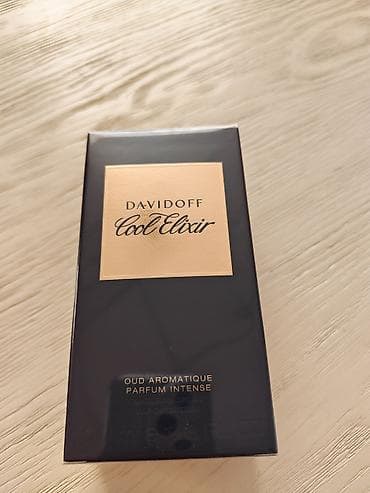 DAVIDOFF
Cool Elixir
OUD AROMATIQUE
PARFUM INTENSE